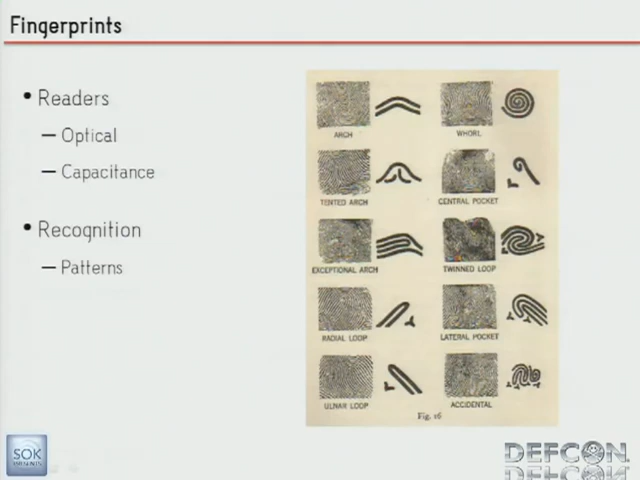 Fingerprints
• Readers
– Optical
– Capacitance
• Recognition
– Patterns
ARCH
WHORL
TENTED ARCH
CENTRAL POCKET
EXCEPTIONAL ARCH
TWINNED LOOP
RADIAL LOOP
LATERAL POCKET
ULNAR LOOP
ACCIDENTAL
Fig. 16
SOK
DEFCON